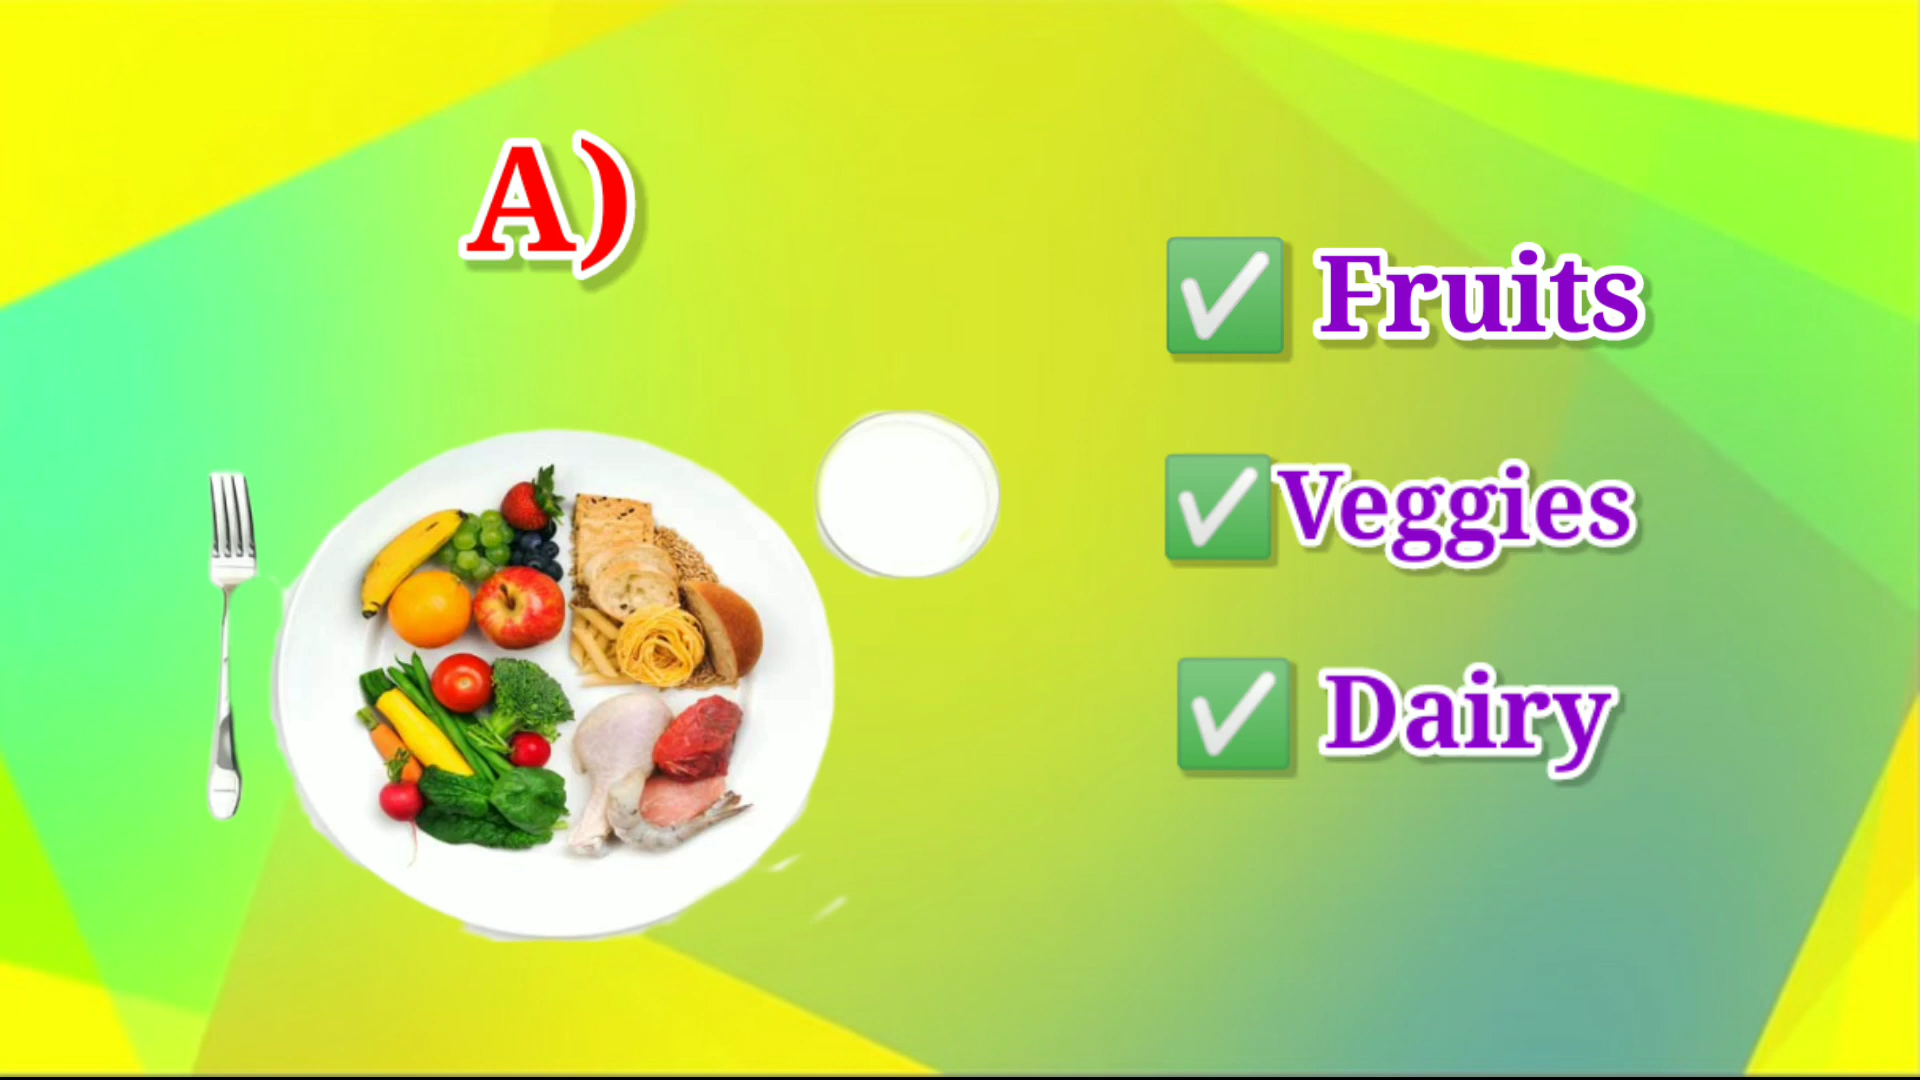 A)
✅ Fruits
✅ Veggies
✅ Dairy